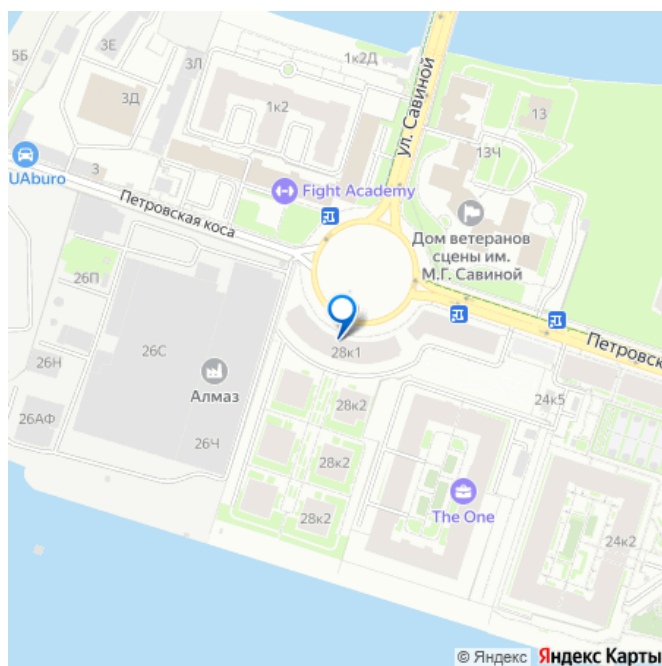 5Б
3Е
3Л
1к2Д
3Д
1к2
ул. Савиной
13
13Ч
UAburo
3
Fight Academy
Петровская коса
Дом ветеранов
сцены им.
М.Г. Савиной
26П
26С
28к1
Петровск
26Н
Алмаз
26АФ
26Ч
28к2
24к5
28к2
28к2
The One
24к2
© Яндекс Яндекс Карты